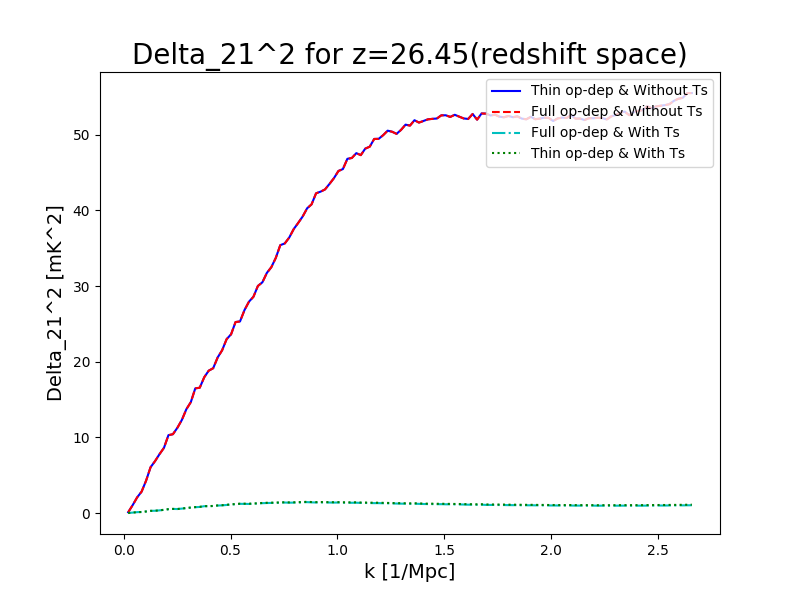 Delta_21^2 for z=26.45(redshift space)
Thin op-dep & Without Ts
Full op-dep & Without Ts
Full op-dep & With Ts
Thin op-dep & With Ts
Delta_21^2 [mK^2]
50
40
30
20
10
0
0.0 0.5 1.0 1.5 2.0 2.5
k [1/Mpc]